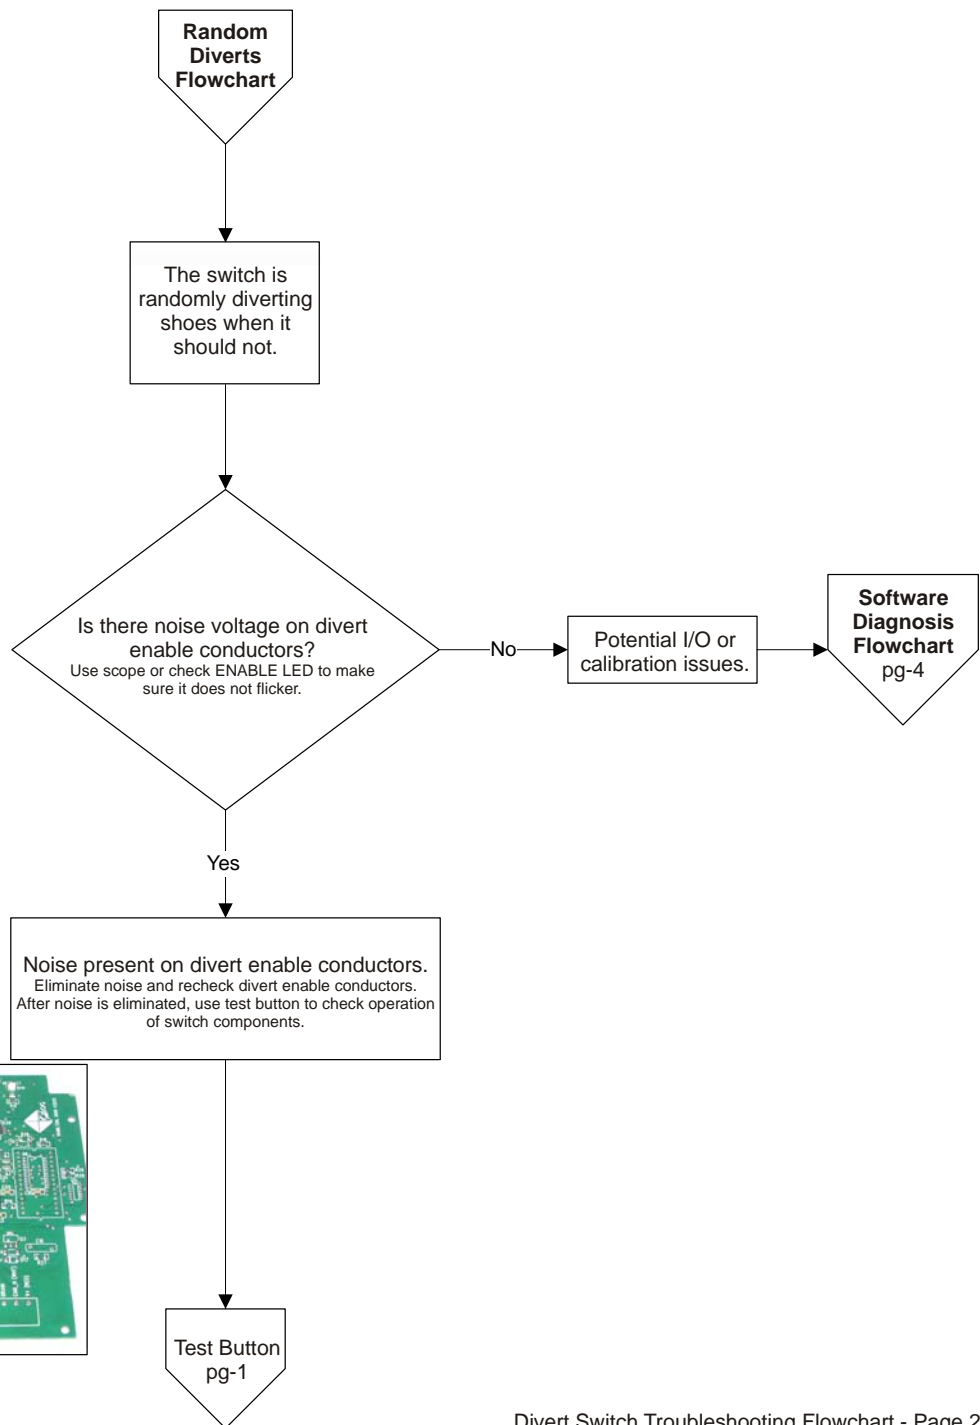 Random
Diverts
Flowchart
The switch is
randomly diverting
shoes when it
should not.
Is there noise voltage on divert
enable conductors?
Use scope or check ENABLE LED to make
sure it does not flicker.
No
Potential I/O or
calibration issues.
Software
Diagnosis
Flowchart
pg-4
Yes
Noise present on divert enable conductors.
Eliminate noise and recheck divert enable conductors.
After noise is eliminated, use test button to check operation
of switch components.
Test Button
pg-1
Divert Switch Troubleshooting Flowchart - Page 2